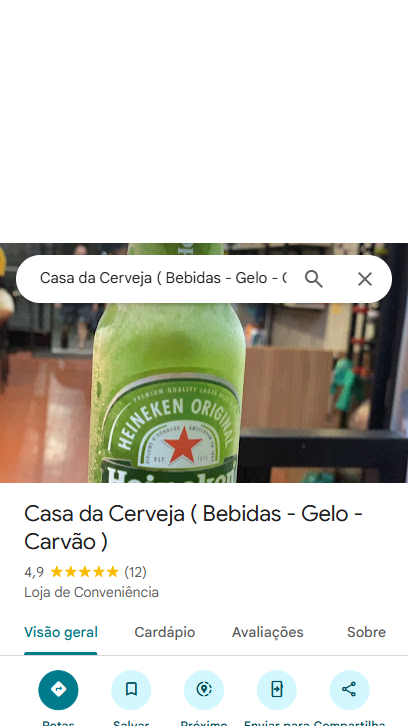 Casa da Cerveja ( Bebidas - Gelo -
PREMIUM QUALITY LAGER BEER
HEINEKEN ORIGINAL
EST. 1873
Heineken
Casa da Cerveja ( Bebidas - Gelo -
Carvão )
4,9 (12)
Loja de Conveniência
Visão geral Cardápio Avaliações Sobre
Rotas Salvar Próximo Enviar para Compartilhar